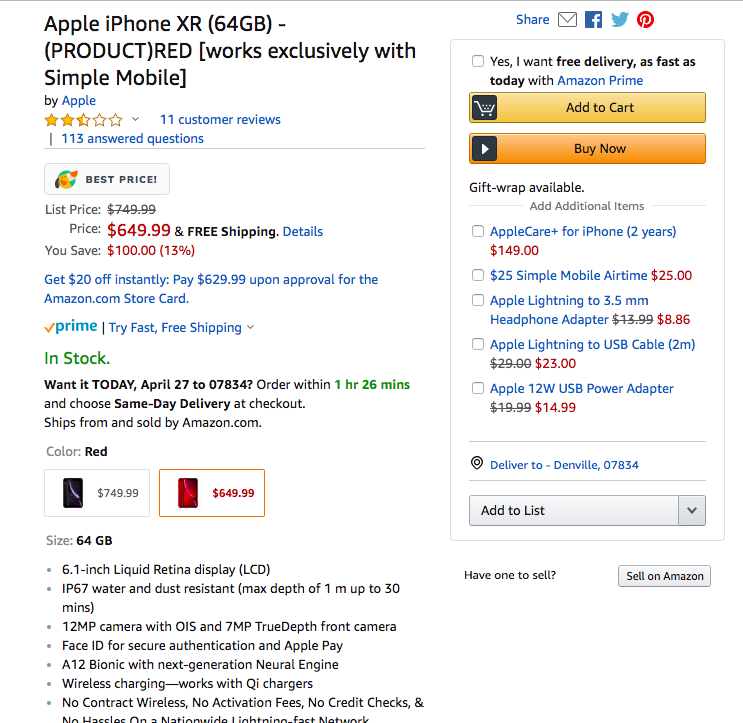 Apple iPhone XR (64GB) -
(PRODUCT)RED [works exclusively with
Simple Mobile]
by Apple
11 customer reviews
| 113 answered questions
BEST PRICE!
List Price: $749.99
Price: $649.99 & FREE Shipping. Details
You Save: $100.00 (13%)
Get $20 off instantly: Pay $629.99 upon approval for the
Amazon.com Store Card.
prime | Try Fast, Free Shipping
In Stock.
Want it TODAY, April 27 to 07834? Order within 1 hr 26 mins
and choose Same-Day Delivery at checkout.
Ships from and sold by Amazon.com.
Color: Red
$749.99 $649.99
Size: 64 GB
• 6.1-inch Liquid Retina display (LCD)
• IP67 water and dust resistant (max depth of 1 m up to 30
mins)
• 12MP camera with OIS and 7MP TrueDepth front camera
• Face ID for secure authentication and Apple Pay
• A12 Bionic with next-generation Neural Engine
• Wireless charging—works with Qi chargers
• No Contract Wireless, No Activation Fees, No Credit Checks, &
No Hassles On a Nationwide Lightning-fast Network
Share
Yes, I want free delivery, as fast as
today with Amazon Prime
Add to Cart
Buy Now
Gift-wrap available.
Add Additional Items
AppleCare+ for iPhone (2 years)
$149.00
$25 Simple Mobile Airtime $25.00
Apple Lightning to 3.5 mm
Headphone Adapter $13.99 $8.86
Apple Lightning to USB Cable (2m)
$29.00 $23.00
Apple 12W USB Power Adapter
$19.99 $14.99
Deliver to - Denville, 07834
Add to List
Have one to sell? Sell on Amazon